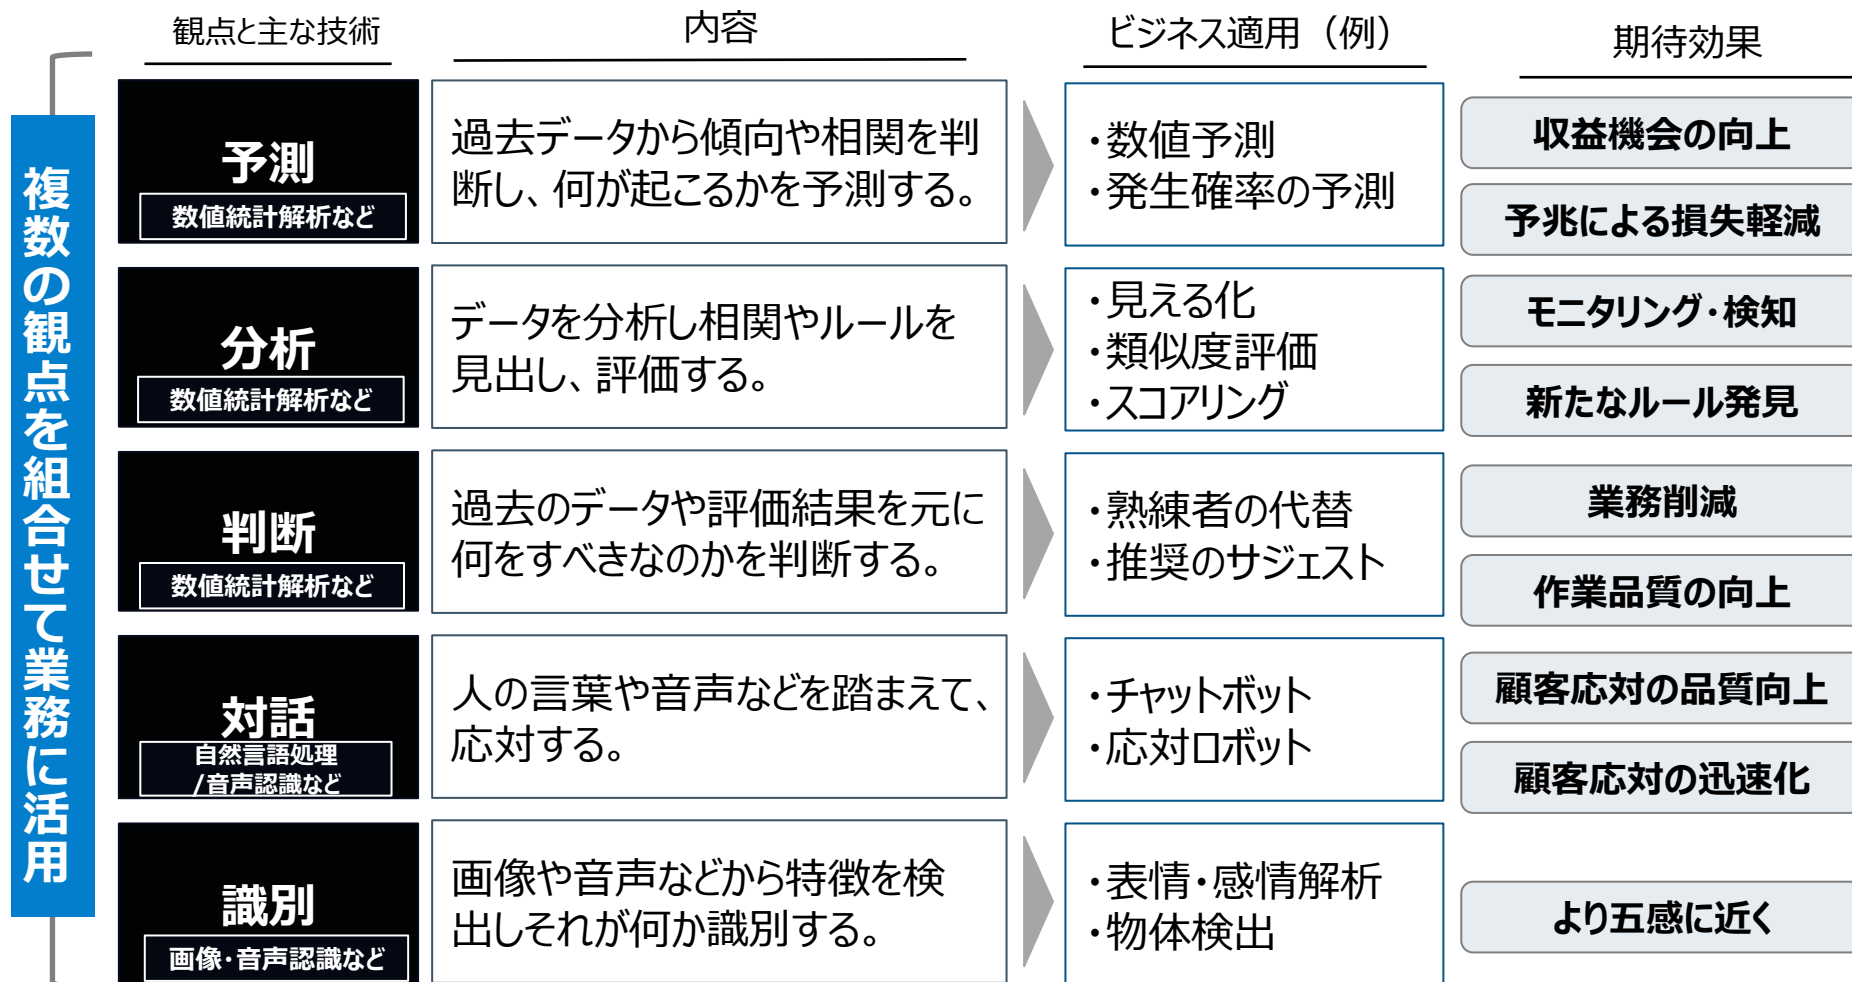 観点と主な技術
内容
ビジネス適用（例）
期待効果
複数の観点を組合せて業務に活用
予測
数値統計解析など
過去データから傾向や相関を判
断し、何が起こるかを予測する。
・数値予測
・発生確率の予測
収益機会の向上
予兆による損失軽減
分析
数値統計解析など
データを分析し相関やルールを
見出し、評価する。
・見える化
・類似度評価
・スコアリング
モニタリング・検知
新たなルール発見
判断
数値統計解析など
過去のデータや評価結果を元に
何をすべきなのかを判断する。
・熟練者の代替
・推奨のサジェスト
業務削減
作業品質の向上
対話
自然言語処理
/音声認識など
人の言葉や音声などを踏まえて、
応対する。
・チャットボット
・応対ロボット
顧客応対の品質向上
顧客応対の迅速化
識別
画像・音声認識など
画像や音声などから特徴を検
出しそれが何か識別する。
・表情・感情解析
・物体検出
より五感に近く